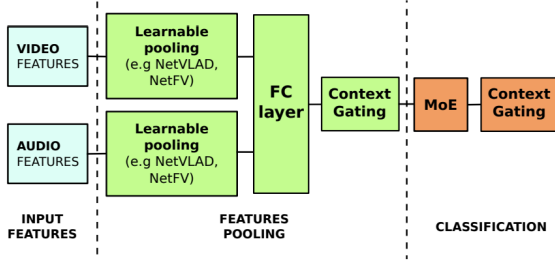 VIDEO
FEATURES
Learnable
pooling
(e.g NetVLAD,
NetFV)
AUDIO
FEATURES
Learnable
pooling
(e.g NetVLAD,
NetFV)
FC
layer
Context
Gating
MoE
Context
Gating
INPUT
FEATURES
FEATURES
POOLING
CLASSIFICATION